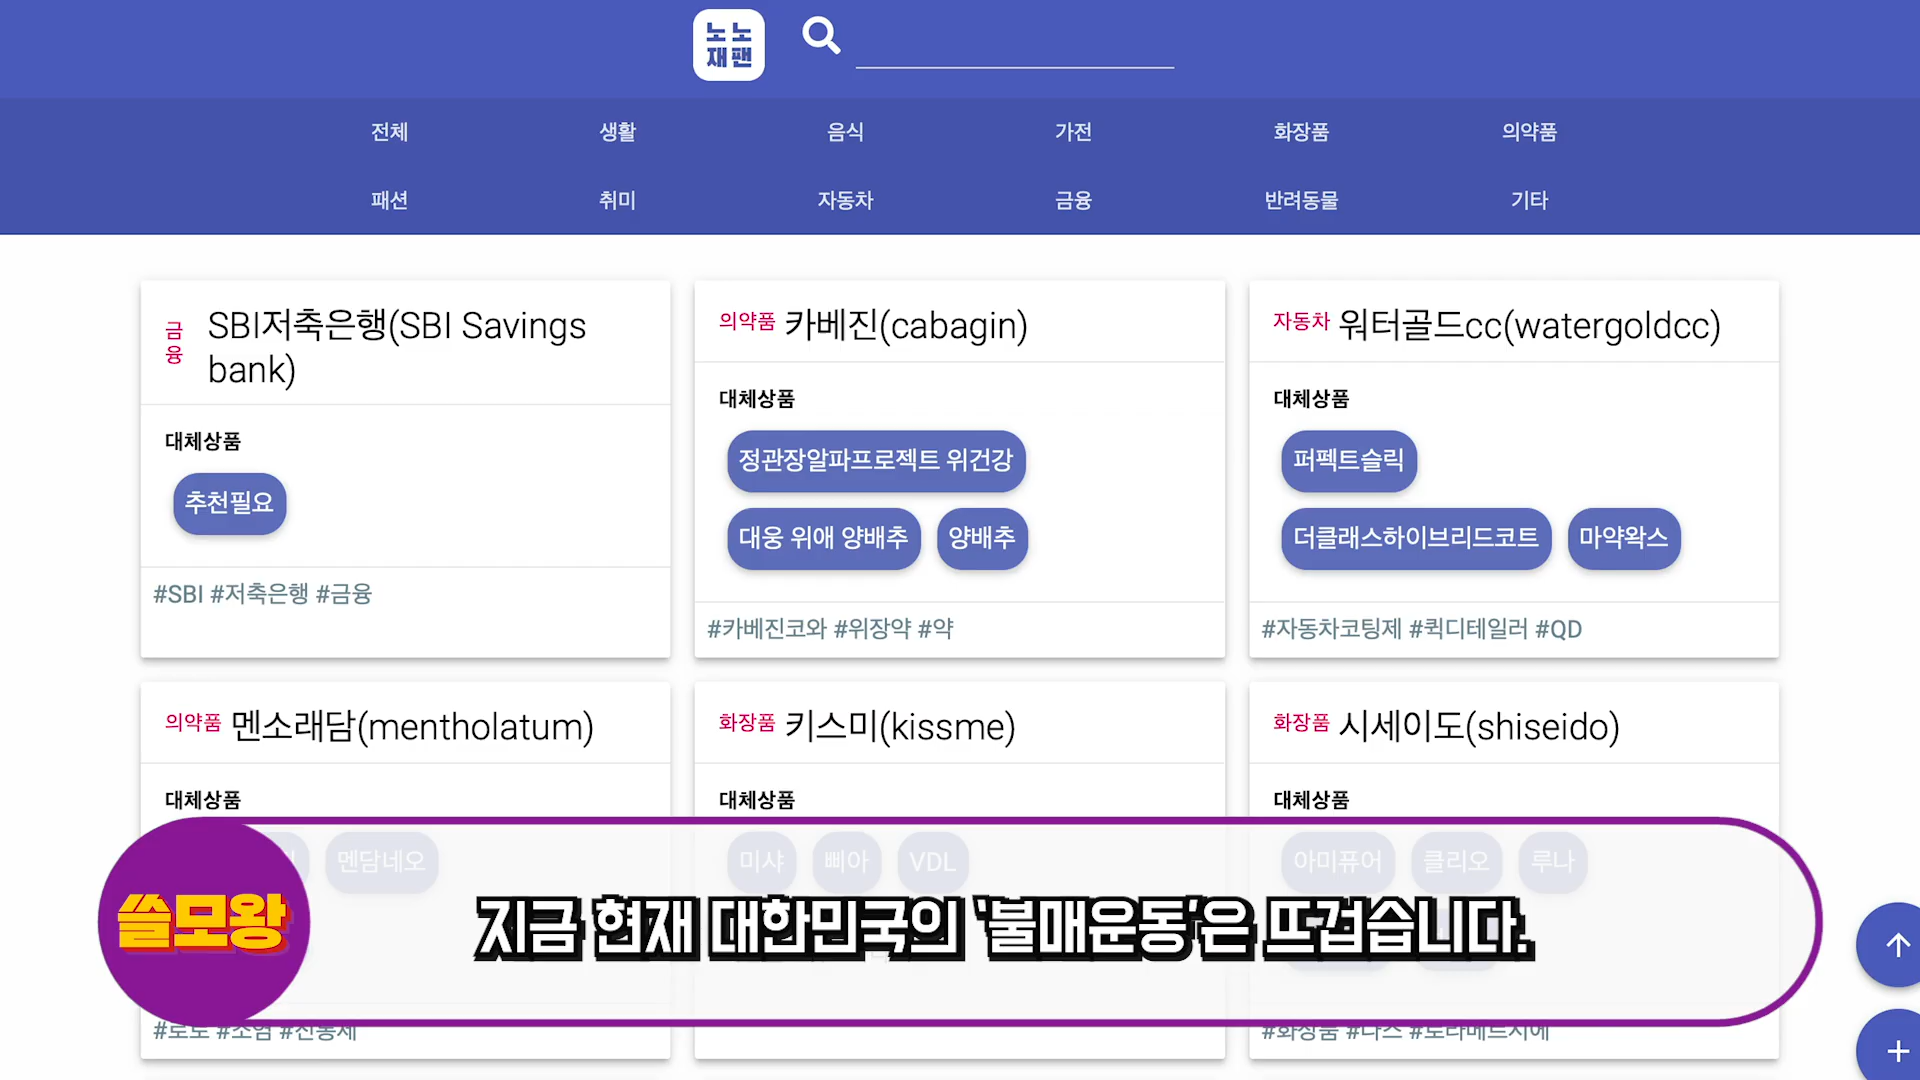 노노
재팬
전체 생활 음식 가전 화장품 의약품
패션 취미 자동차 금융 반려동물 기타
금융 SBI저축은행(SBI Savings bank)
대체상품
추천필요
#SBI #저축은행 #금융
의약품 카베진(cabagin)
대체상품
정관장알파프로젝트 위건강
대웅 위애 양배추 양배추
#카베진코와 #위장약 #약
자동차 워터골드cc(watergoldcc)
대체상품
퍼펙트슬릭
더클래스하이브리드코트 마약왁스
#자동차코팅제 #퀵디테일러 #QD
의약품 멘소래담(mentholatum)
대체상품
멘담네오
화장품 키스미(kissme)
대체상품
미샤 삐아 VDL
화장품 시세이도(shiseido)
대체상품
아미퓨어 클리오 루나
쓸모왕
지금 현재 대한민국의 '불매운동'은 뜨겁습니다.
#로토 #소염 #진통제